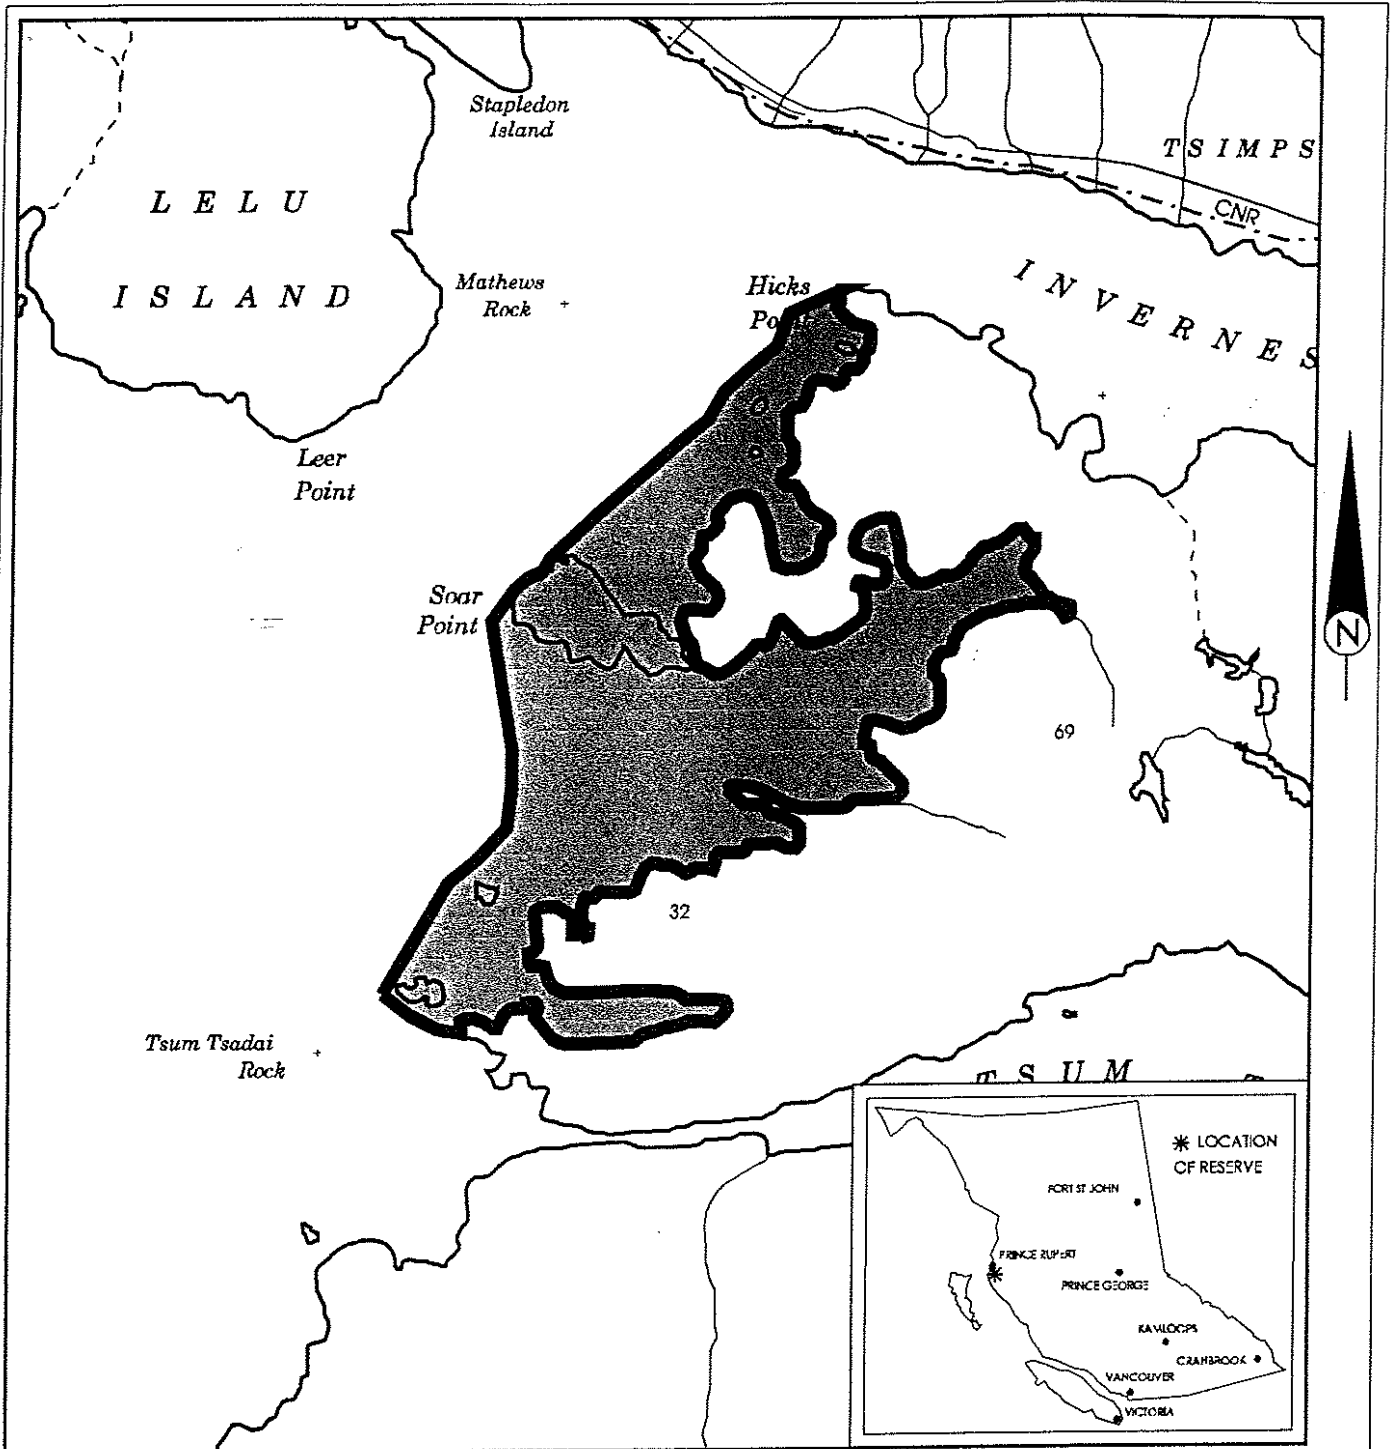 Stapledon
Island
TSIMPS
LELU
CNR
ISLAND
Mathews
Rock
Hicks
INVERNES
Leer
Point
Soar
Point
N
69
32
Tsum Tsadai
Rock
TSUM
LOCATION
OF RESERVE
FORT ST JOHN
PRINCE RUPERT
PRINCE GEORGE
KAMLOOPS
CRANBROOK
VANCOUVER
VICTORIA